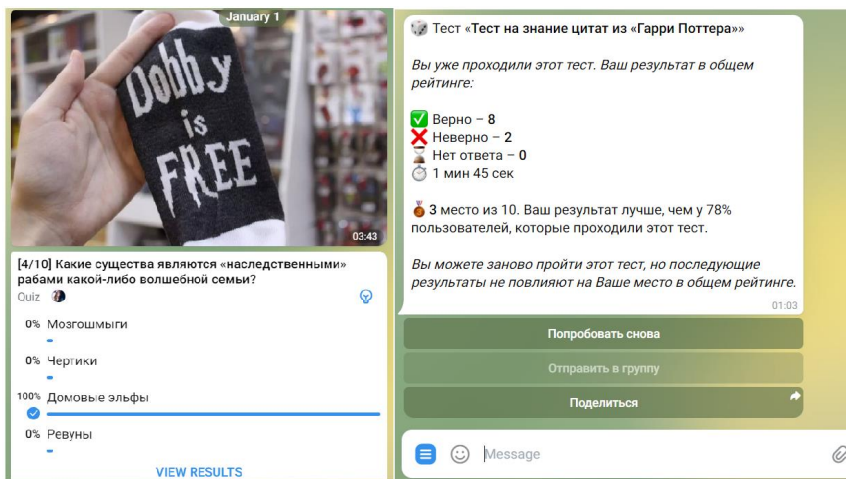 January 1
Dobby
is
FREE
03:43
[4/10] Какие существа являются «наследственными»
рабами какой-либо волшебной семьи?
Quiz
0% Мозгошмыги
0% Чертики
100% Домовые эльфы
0% Ревуны
VIEW RESULTS
Тест «Тест на знание цитат из «Гарри Поттера»»
Вы уже проходили этот тест. Ваш результат в общем
рейтинге:
Верно – 8
Неверно – 2
Нет ответа – 0
1 мин 45 сек
3 место из 10. Ваш результат лучше, чем у 78%
пользователей, которые проходили этот тест.
Вы можете заново пройти этот тест, но последующие
результаты не повлияют на Ваше место в общем рейтинге.
01:03
Попробовать снова
Отправить в группу
Поделиться
Message